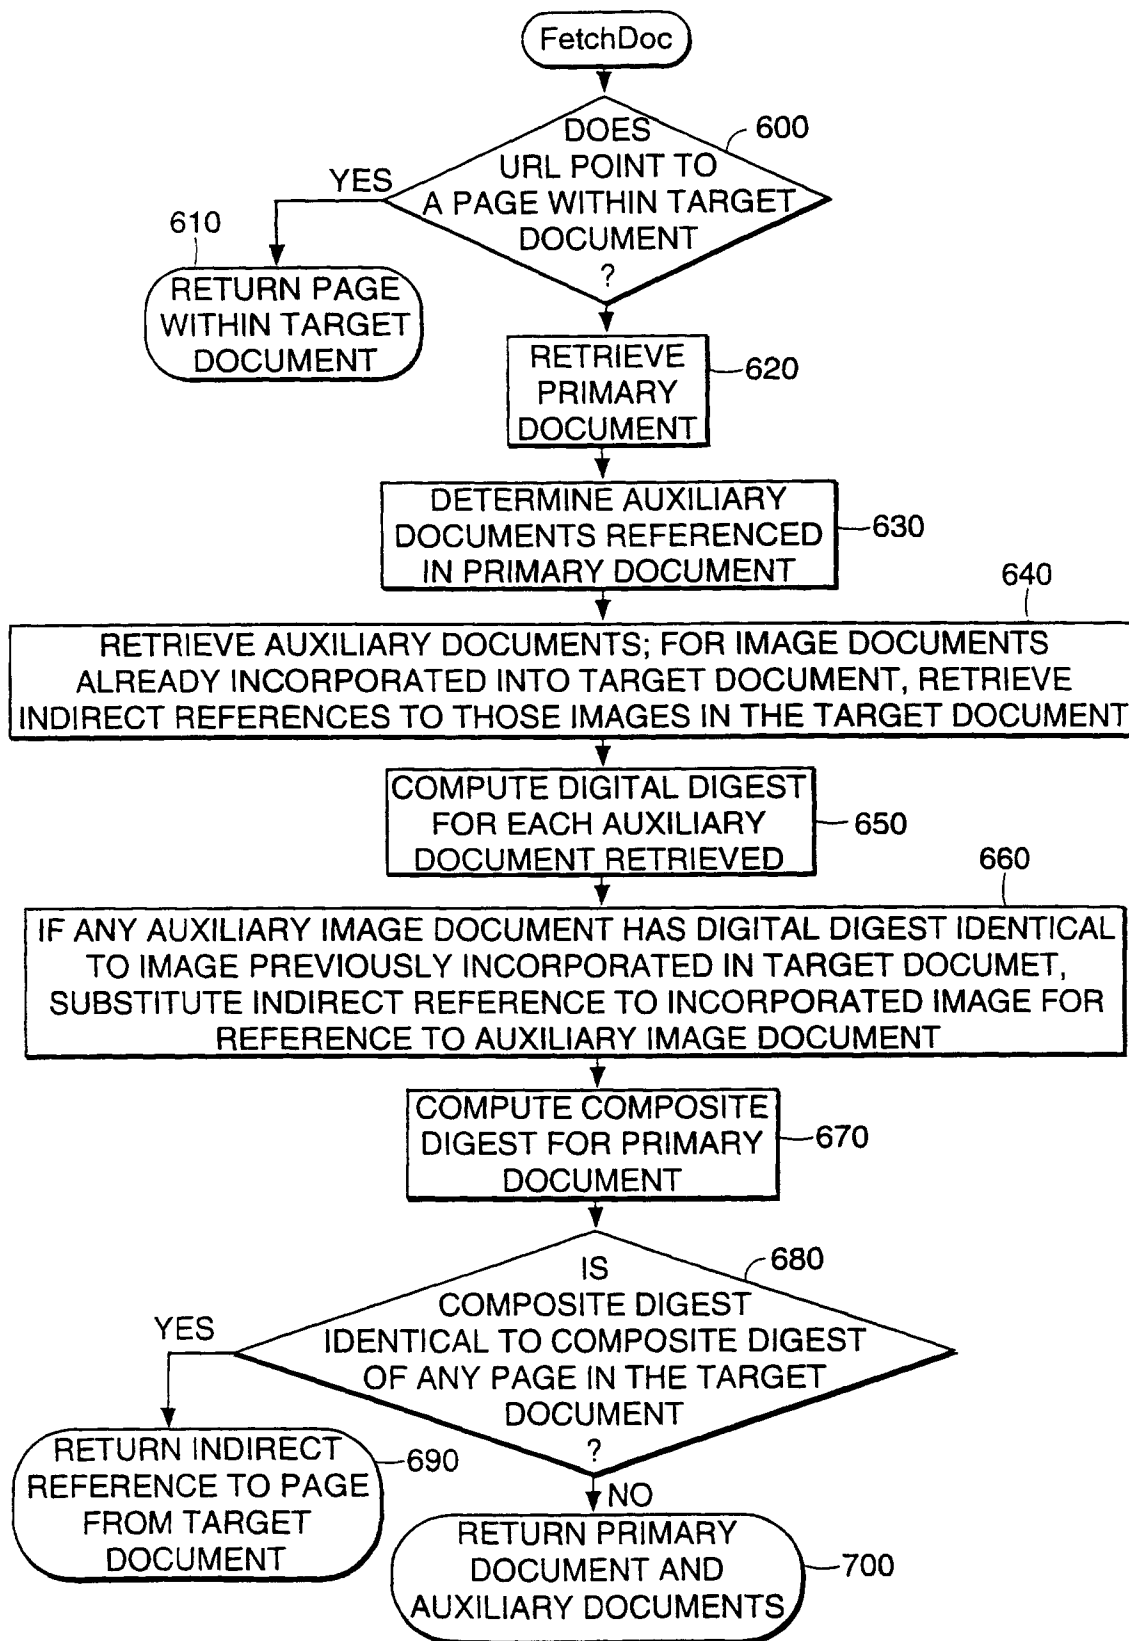 FetchDoc
600
DOES
URL POINT TO
A PAGE WITHIN TARGET
DOCUMENT
?
YES
610
RETURN PAGE
WITHIN TARGET
DOCUMENT
RETRIEVE
PRIMARY
DOCUMENT
620
DETERMINE AUXILIARY
DOCUMENTS REFERENCED
IN PRIMARY DOCUMENT
630
640
RETRIEVE AUXILIARY DOCUMENTS; FOR IMAGE DOCUMENTS
ALREADY INCORPORATED INTO TARGET DOCUMENT, RETRIEVE
INDIRECT REFERENCES TO THOSE IMAGES IN THE TARGET DOCUMENT
COMPUTE DIGITAL DIGEST
FOR EACH AUXILIARY
DOCUMENT RETRIEVED
650
660
IF ANY AUXILIARY IMAGE DOCUMENT HAS DIGITAL DIGEST IDENTICAL
TO IMAGE PREVIOUSLY INCORPORATED IN TARGET DOCUMET,
SUBSTITUTE INDIRECT REFERENCE TO INCORPORATED IMAGE FOR
REFERENCE TO AUXILIARY IMAGE DOCUMENT
COMPUTE COMPOSITE
DIGEST FOR PRIMARY
DOCUMENT
670
680
IS
COMPOSITE DIGEST
IDENTICAL TO COMPOSITE DIGEST
OF ANY PAGE IN THE TARGET
DOCUMENT
?
YES
RETURN INDIRECT
REFERENCE TO PAGE
FROM TARGET
DOCUMENT
690
NO
RETURN PRIMARY
DOCUMENT AND
AUXILIARY DOCUMENTS
700